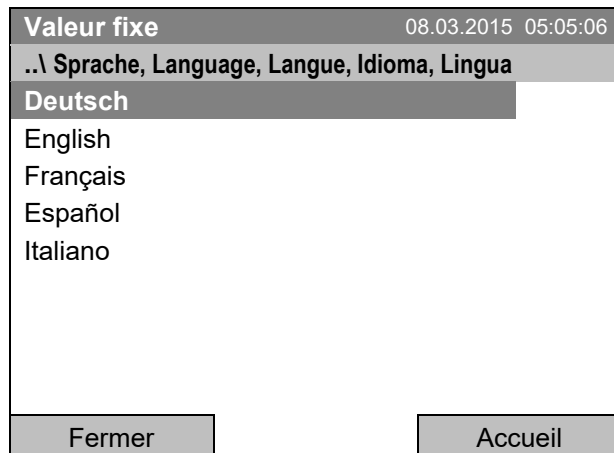 Valeur fixe 08.03.2015 05:05:06
..\ Sprache, Language, Langue, Idioma, Lingua
Deutsch
English
Français
Español
Italiano
Fermer Accueil